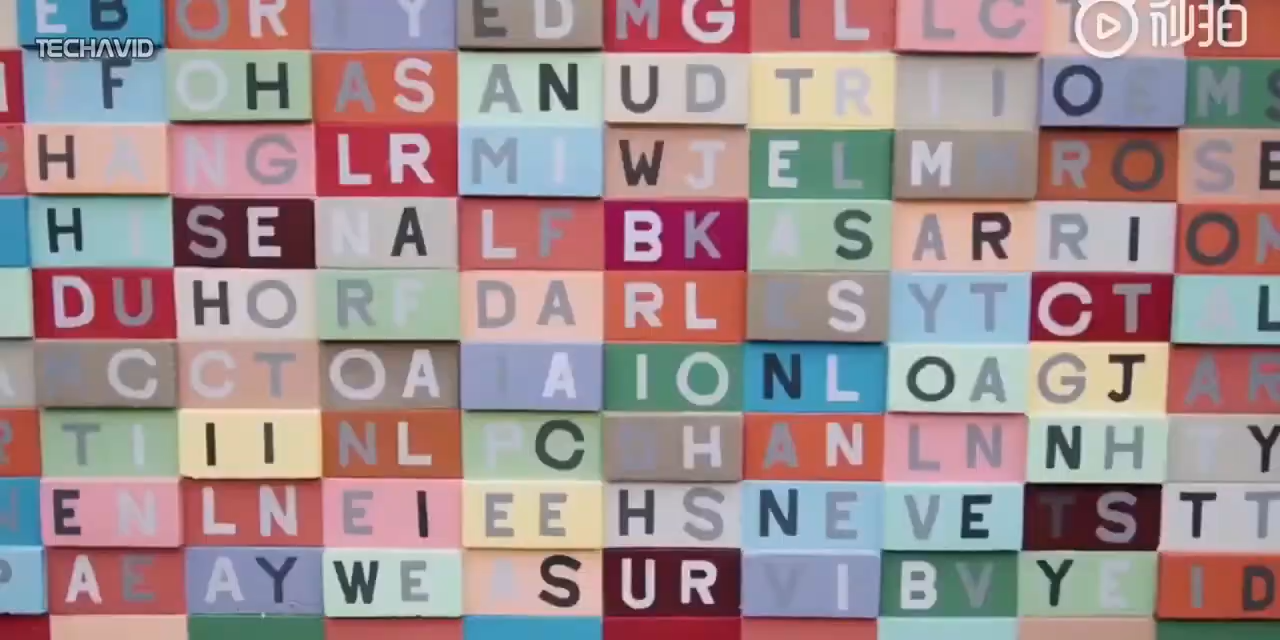 秒拍
TECHAVID
E B O R Y E D M G I L L C T
F O H A S A N U D T R I I O E M S
H A N G L R M I W J E L M R O S E
H I S E N A L F B K A S A R R I O M
D U H O R F D A R L E S Y T C T A L
C C T O A I A I O N L O A G J A R
T I I I N L P C H A N L N N H T Y
E N L N E I E E H S N E V E T S T T
A E A Y W E A S U R V I B V Y E I D